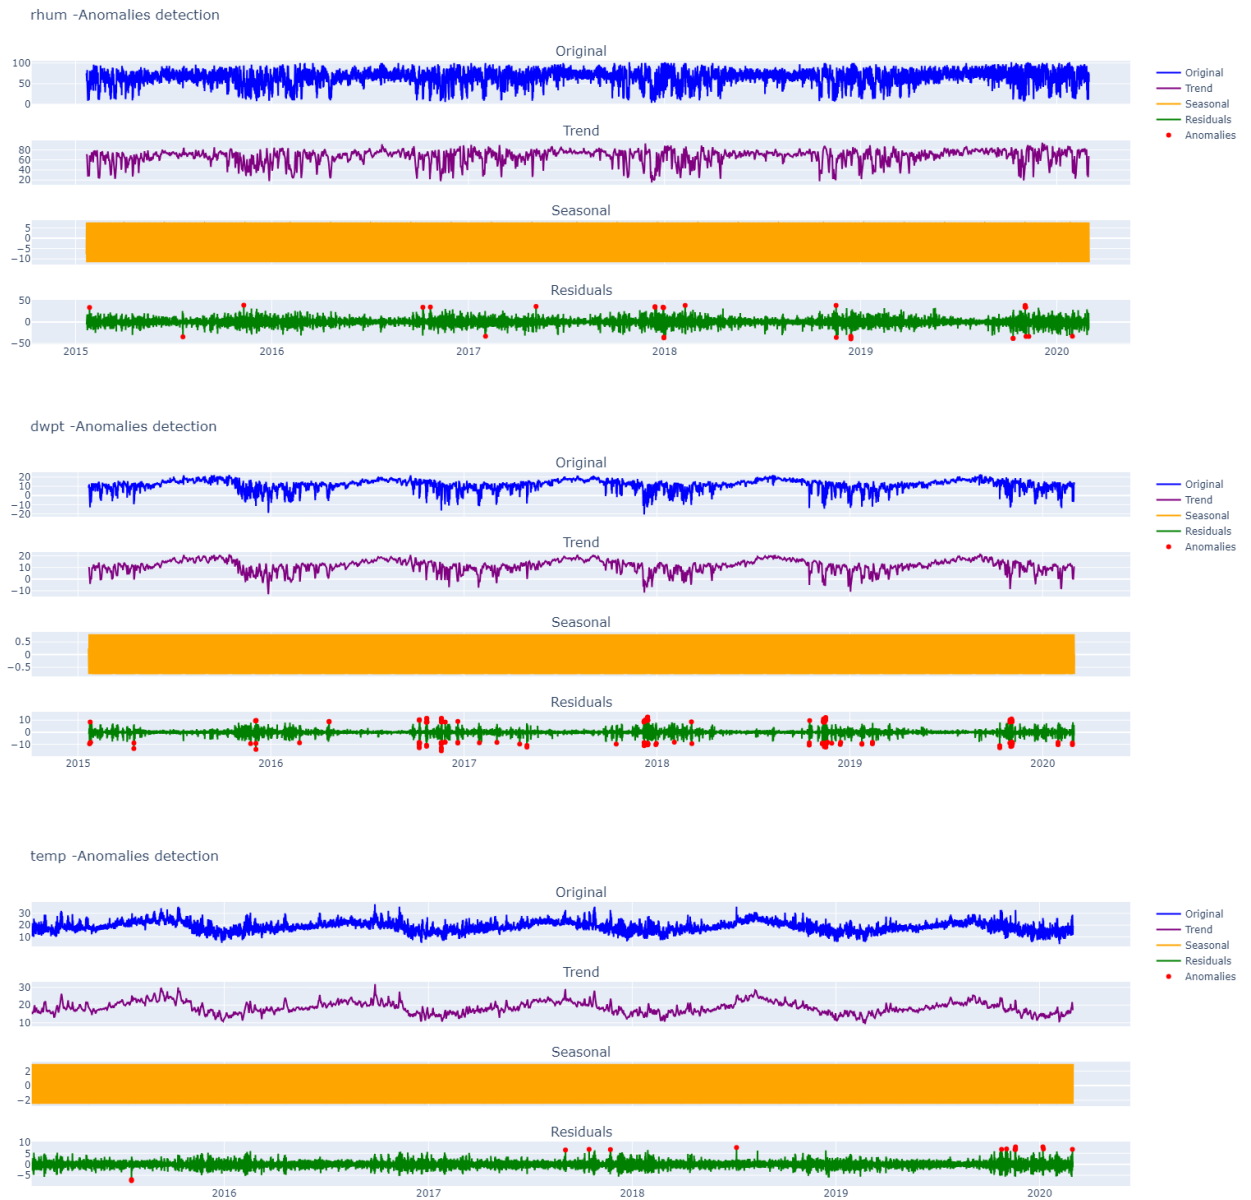 rhum -Anomalies detection
Original
100
50
0
Original
Trend
Seasonal
Residuals
Anomalies
Trend
80
60
40
20
Seasonal
5
0
−5
−10
Residuals
50
0
−50
2015 2016 2017 2018 2019 2020
dwpt -Anomalies detection
Original
20
10
0
−10
−20
Original
Trend
Seasonal
Residuals
Anomalies
Trend
20
10
0
−10
Seasonal
0.5
0
−0.5
Residuals
10
0
−10
2015 2016 2017 2018 2019 2020
temp -Anomalies detection
Original
30
20
10
Original
Trend
Seasonal
Residuals
Anomalies
Trend
30
20
10
Seasonal
2
0
−2
Residuals
10
5
0
−5
2016 2017 2018 2019 2020